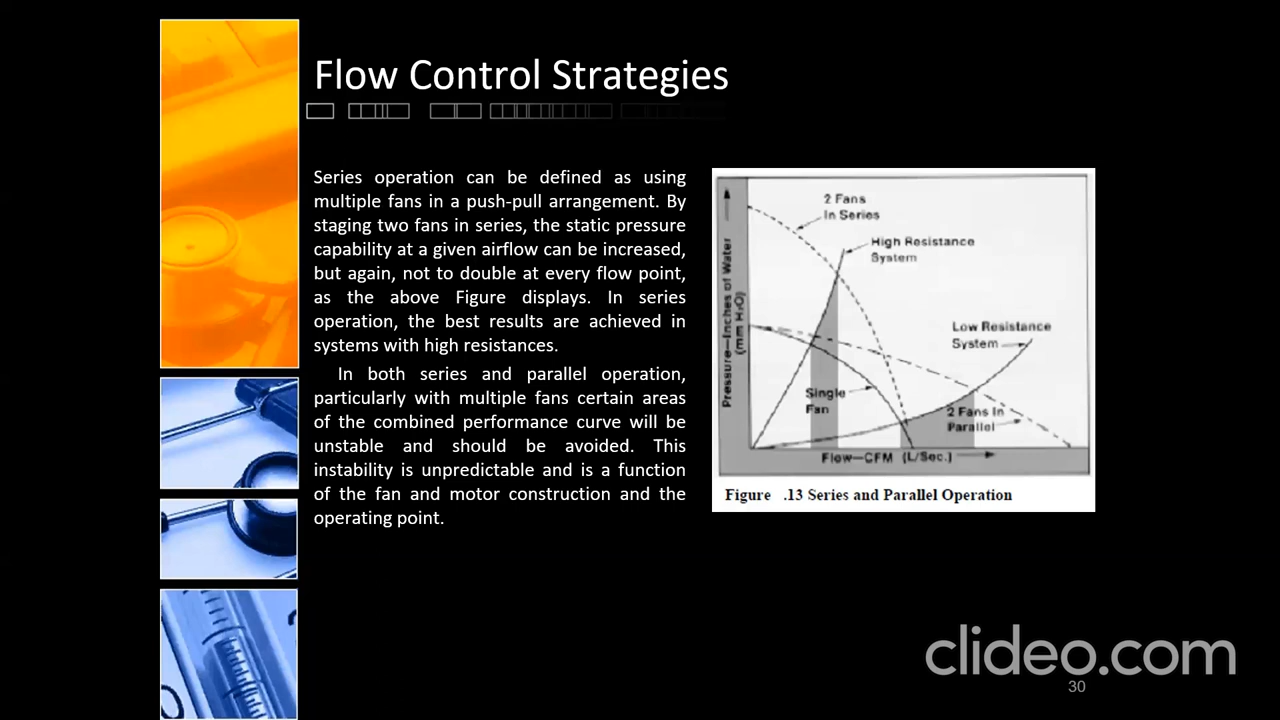 Flow Control Strategies
Series operation can be defined as using
multiple fans in a push-pull arrangement. By
staging two fans in series, the static pressure
capability at a given airflow can be increased,
but again, not to double at every flow point,
as the above Figure displays. In series
operation, the best results are achieved in
systems with high resistances.
In both series and parallel operation,
particularly with multiple fans certain areas
of the combined performance curve will be
unstable and should be avoided. This
instability is unpredictable and is a function
of the fan and motor construction and the
operating point.
2 Fans
In Series
High Resistance
System
Low Resistance
System
Single
Fan
2 Fans In
Parallel
Pressure—Inches of Water
(mm H₂O)
Flow—CFM (L/Sec.)
Figure .13 Series and Parallel Operation
clideo.com
30